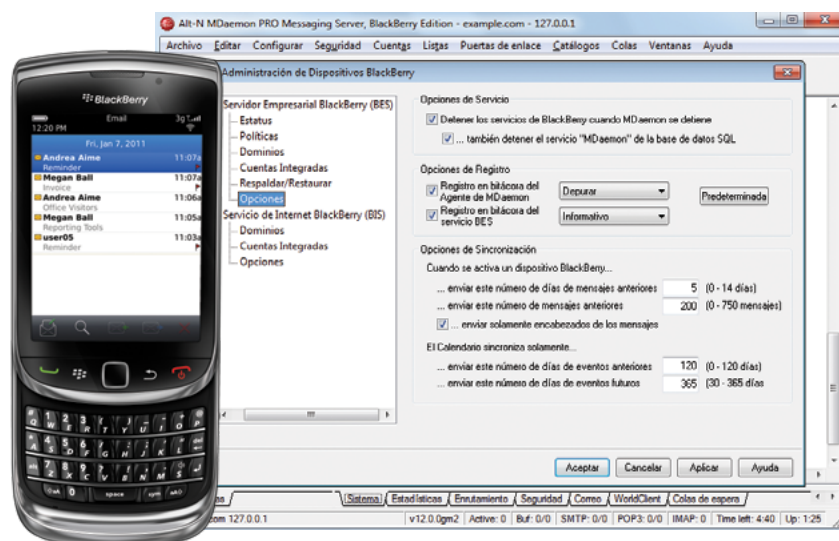 Alt-N MDaemon PRO Messaging Server, BlackBerry Edition - example.com - 127.0.0.1
Archivo Editar Configurar Seguridad Cuentas Listas Puertas de enlace Catálogos Colas Ventanas Ayuda
Administración de Dispositivos BlackBerry
Servidor Empresarial BlackBerry (BES)
Estatus
Políticas
Dominios
Cuentas Integradas
Respaldar/Restaurar
Opciones
Servicio de Internet BlackBerry (BIS)
Dominios
Cuentas Integradas
Opciones
Opciones de Servicio
Detener los servicios de BlackBerry cuando MDaemon se detiene
... también detener el servicio "MDaemon" de la base de datos SQL
Opciones de Registro
Registro en bitácora del
Agente de MDaemon
Depurar
Predeterminada
Registro en bitácora del
servicio BES
Informativo
Opciones de Sincronización
Cuando se activa un dispositivo BlackBerry...
... enviar este número de días de mensajes anteriores 5 (0 - 14 días)
... enviar este número de mensajes anteriores 200 (0 - 750 mensajes)
... enviar solamente encabezados de los mensajes
El Calendario sincroniza solamente...
... enviar este número de días de eventos anteriores 120 (0 - 120 días)
... enviar este número de días de eventos futuros 365 (30 - 365 días
Aceptar Cancelar Aplicar Ayuda
as Sistema Estadísticas Enrutamiento Seguridad Correo WorldClient Colas de espera
com 127.0.0.1 v12.0.0gm2 Active: 0 Buf: 0/0 SMTP: 0/0 POP3: 0/0 IMAP: 0 Time left: 4:40 Up: 1:25
BlackBerry
Email 3g
12:20 PM
Fri, Jan 7, 2011
Andrea Aime 11:07a
Reminder
Megan Ball 11:07a
Invoice
Andrea Aime 11:06a
Office Visitors
Megan Ball 11:05a
Reporting Tools
user05 11:03a
Reminder
Q W E R T Y U I O P
A S D F G H J K L del
alt Z X C V B N M
aA 0 space sym aA